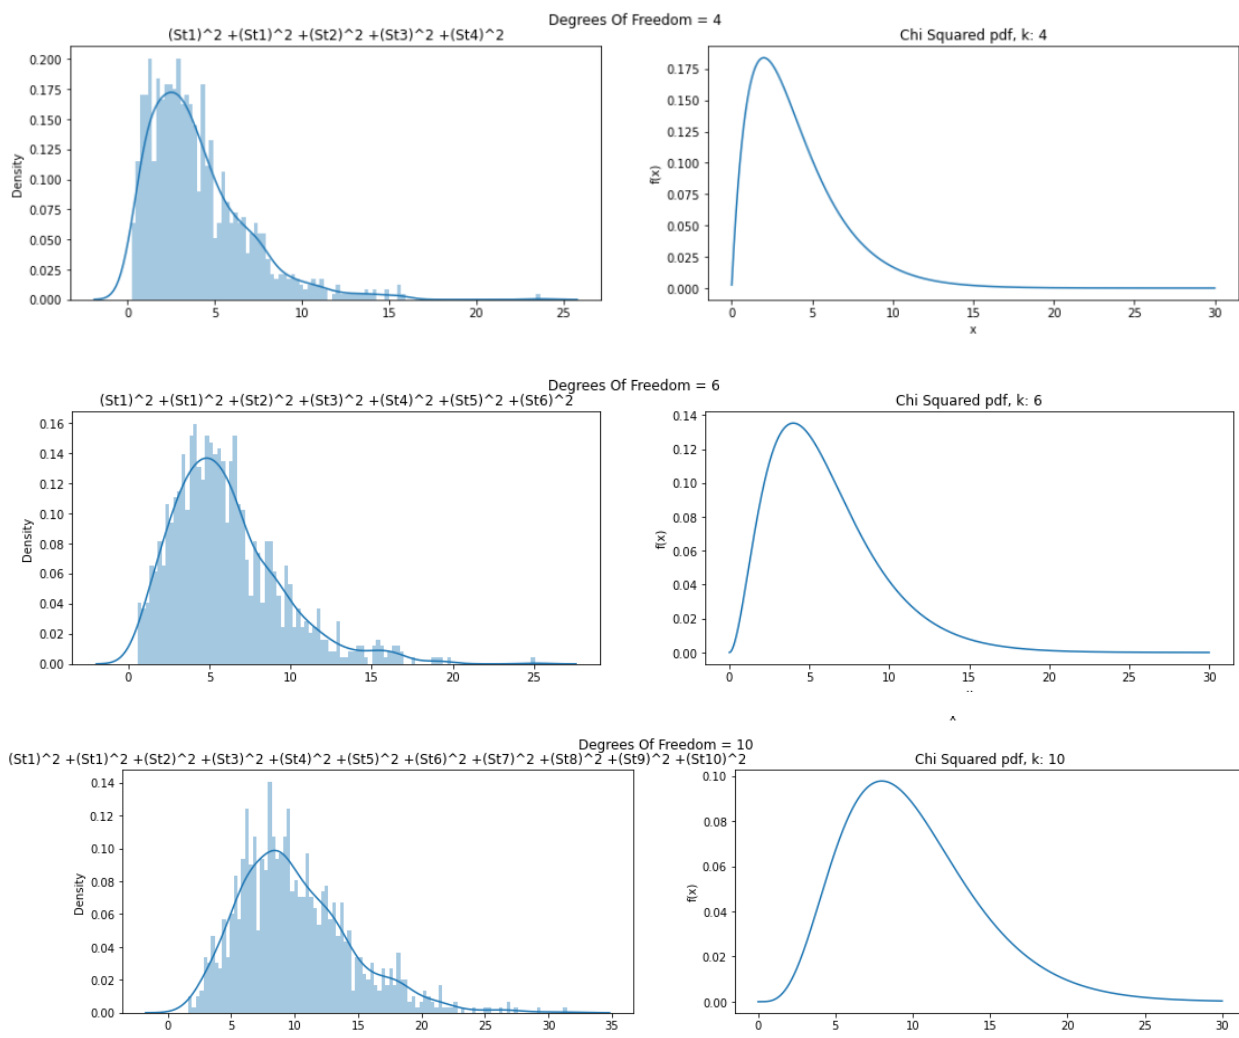 Degrees Of Freedom = 4
(St1)^2 +(St1)^2 +(St2)^2 +(St3)^2 +(St4)^2
Chi Squared pdf, k: 4
0.200
0.175
0.150
0.125
0.100
0.075
0.050
0.025
0.000
Density
0 5 10 15 20 25
0.175
0.150
0.125
0.100
0.075
0.050
0.025
0.000
f(x)
0 5 10 15 20 25 30
x
Degrees Of Freedom = 6
(St1)^2 +(St1)^2 +(St2)^2 +(St3)^2 +(St4)^2 +(St5)^2 +(St6)^2
Chi Squared pdf, k: 6
0.16
0.14
0.12
0.10
0.08
0.06
0.04
0.02
0.00
Density
0 5 10 15 20 25
0.14
0.12
0.10
0.08
0.06
0.04
0.02
0.00
f(x)
0 5 10 15 20 25 30
Degrees Of Freedom = 10
(St1)^2 +(St1)^2 +(St2)^2 +(St3)^2 +(St4)^2 +(St5)^2 +(St6)^2 +(St7)^2 +(St8)^2 +(St9)^2 +(St10)^2
Chi Squared pdf, k: 10
0.14
0.12
0.10
0.08
0.06
0.04
0.02
0.00
Density
0 5 10 15 20 25 30 35
0.10
0.08
0.06
0.04
0.02
0.00
f(x)
0 5 10 15 20 25 30